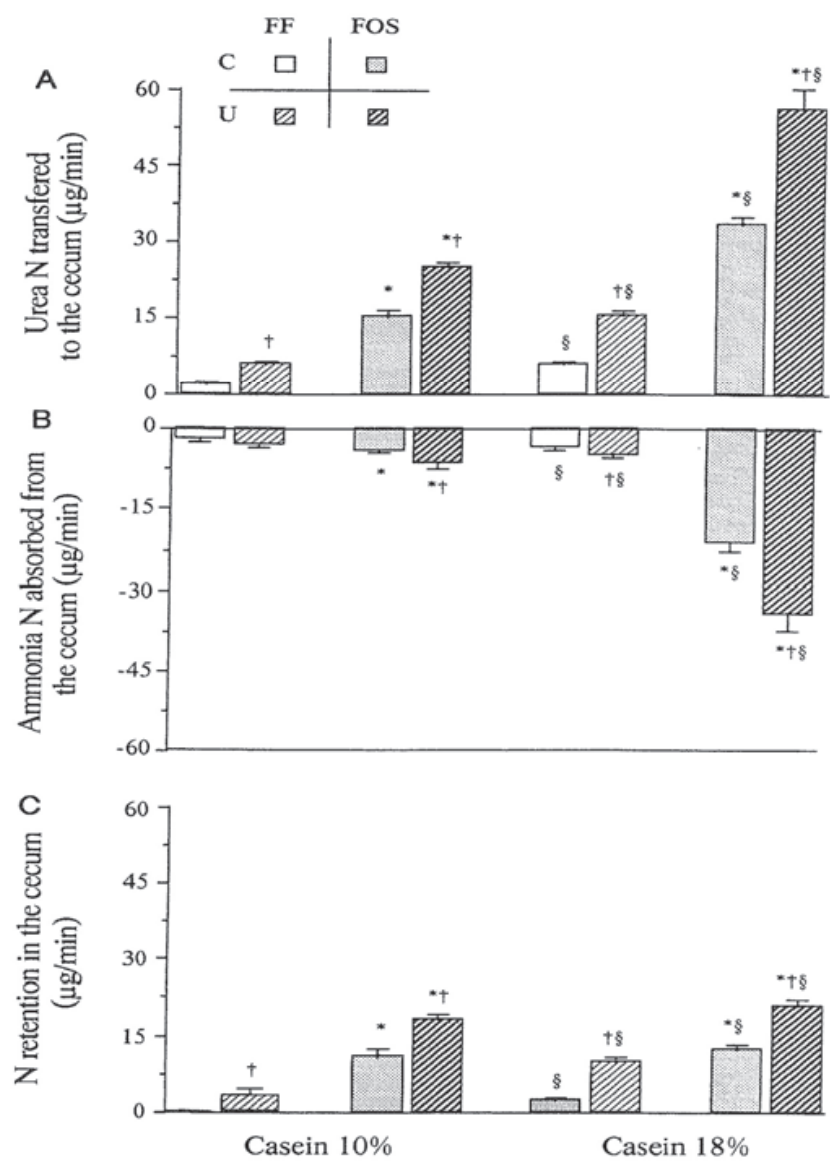 FF FOS
C
U
A
Urea N transfered
to the cecum (µg/min)
60
45
30
15
0
†
*
*†
§
†§
*§
*†§
B
Ammonia N absorbed from
the cecum (µg/min)
0
-15
-30
-45
-60
*
*†
§
†§
*§
*†§
C
N retention in the cecum
(µg/min)
60
45
30
15
0
†
*
*†
§
†§
*§
*†§
Casein 10% Casein 18%